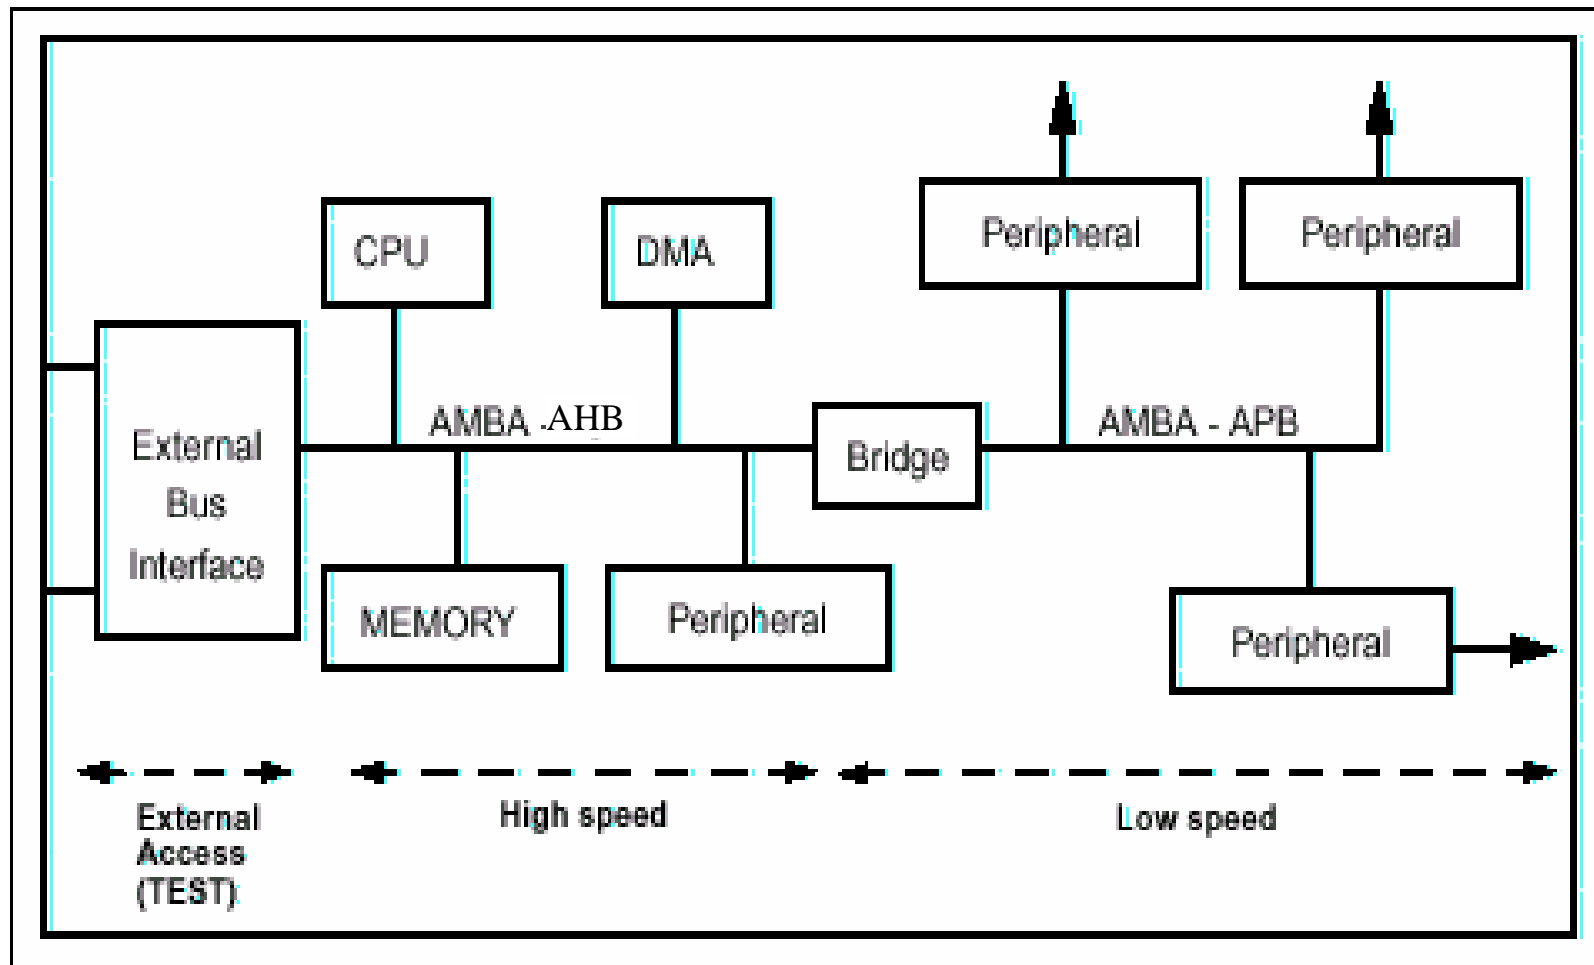 Peripheral
Peripheral
CPU
DMA
AMBA -AHB
AMBA - APB
External
Bus
Interface
Bridge
MEMORY
Peripheral
Peripheral
External
Access
(TEST)
High speed
Low speed